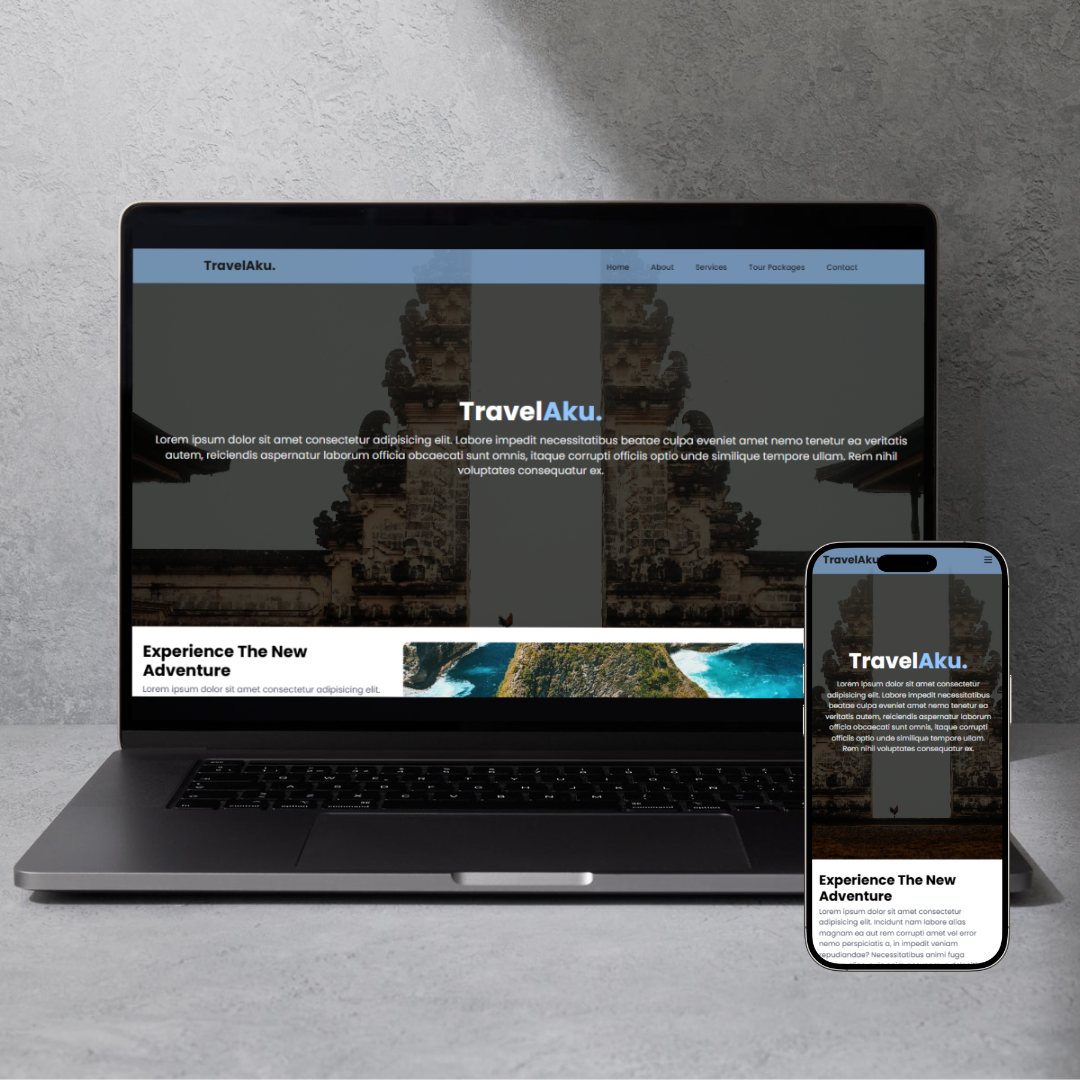 TravelAku.
Home About Services Tour Packages Contact
TravelAku.
Lorem ipsum dolor sit amet consectetur adipisicing elit. Labore impedit necessitatibus beatae culpa eveniet amet nemo tenetur ea veritatis
autem, reiciendis aspernatur laborum officia obcaecati sunt omnis, itaque corrupti officiis optio unde similique tempore ullam. Rem nihil
voluptates consequatur ex.
Experience The New
Adventure
Lorem ipsum dolor sit amet consectetur adipisicing elit.
TravelAku
TravelAku.
Lorem ipsum dolor sit amet consectetur
adipisicing elit. Labore impedit necessitatibus
beatae culpa eveniet amet nemo tenetur ea
veritatis autem, reiciendis aspernatur laborum
officia obcaecati sunt omnis, itaque corrupti
officiis optio unde similique tempore ullam.
Rem nihil voluptates consequatur ex.
Experience The New
Adventure
Lorem ipsum dolor sit amet consectetur
adipisicing elit. Incidunt nam labore alias
magnam ea aut rem corrupti amet vel error
nemo perspiciatis a, in impedit veniam
repudiandae? Necessitatibus animi fuga
esc
Q W E R T Y U I O P
A S D F G H J K L
Z X C V B N M
control option command command option